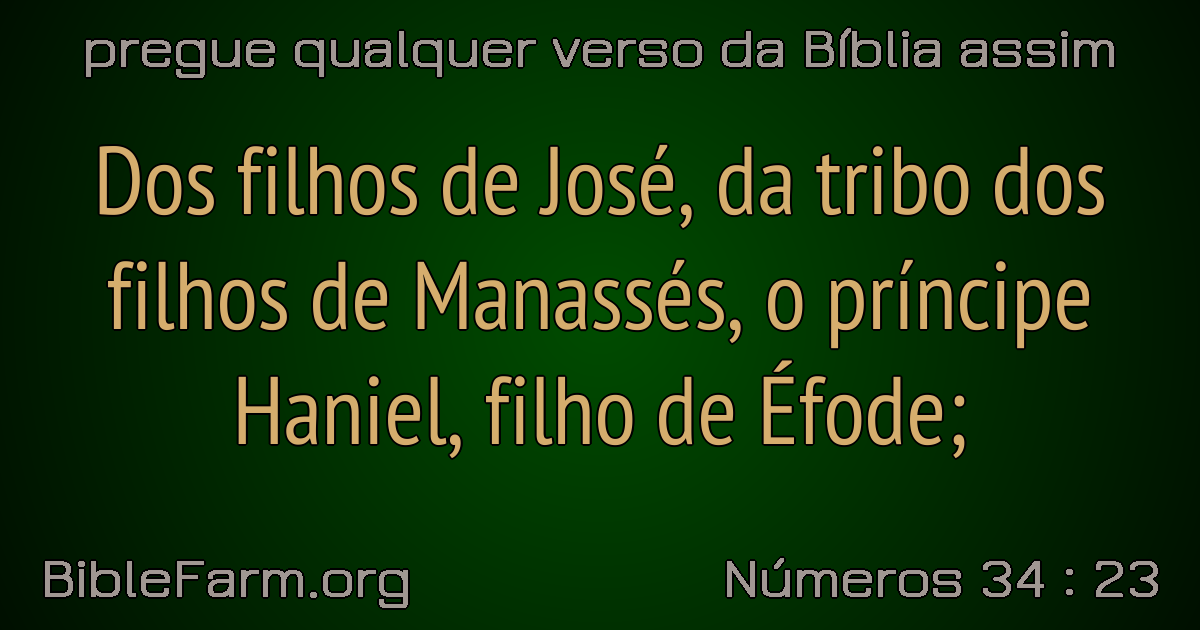 pregue qualquer verso da Bíblia assim
Dos filhos de José, da tribo dos
filhos de Manassés, o príncipe
Haniel, filho de Éfode;
BibleFarm.org
Números 34 : 23